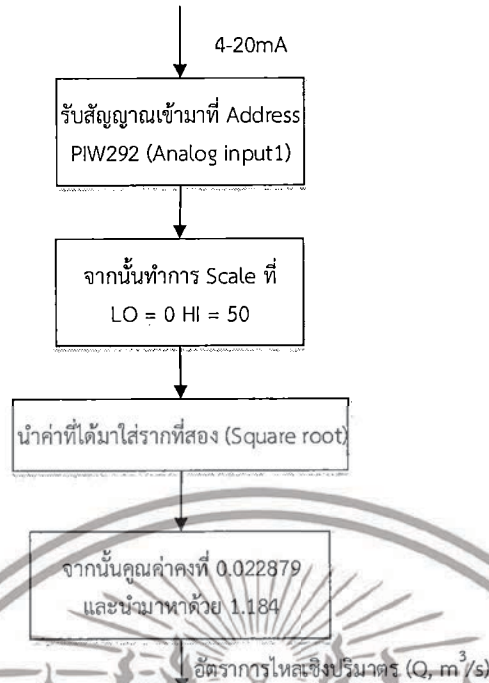 4-20mA
รับสัญญาณเข้ามาที่ Address
PIW292 (Analog input1)
จากนั้นทำการ Scale ที่
LO = 0 HI = 50
นำค่าที่ได้มาใส่รากที่สอง (Square root)
จากนั้นคูณค่าคงที่ 0.022879
และนำมาหาด้วย 1.184
อัตราการไหลเชิงปริมาตร (Q, m³/s)